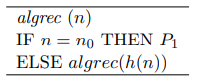 algrec (n)
IF n = n₀ THEN P₁
ELSE algrec(h(n))